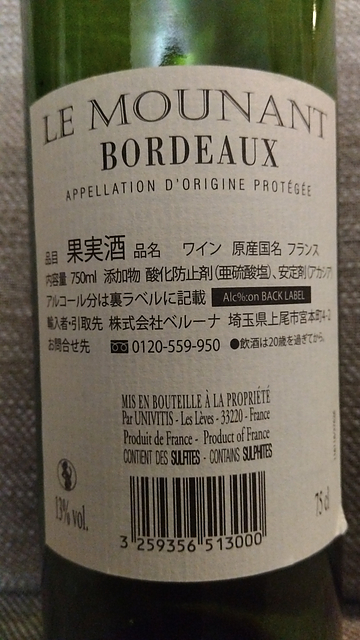 LE MOUNANT
BORDEAUX
APPELLATION D'ORIGINE PROTÉGÉE
品目 果実酒 品名 ワイン 原産国名 フランス
内容量 750ml 添加物 酸化防止剤(亜硫酸塩)、安定剤(アカシア)
アルコール分は裏ラベルに記載 Alc%:on BACK LABEL
輸入者・引取先 株式会社ベルーナ 埼玉県上尾市宮本町4-2
お問合せ先 0120-559-950 ●飲酒は20歳を過ぎてから。
MIS EN BOUTEILLE À LA PROPRIÉTÉ
Par UNIVITIS - Les Lèves - 33220 - France
Produit de France - Product of France
CONTIENT DES SULFITES - CONTAINS SULPHITES
13% vol.
75 cl
3 259356 513000